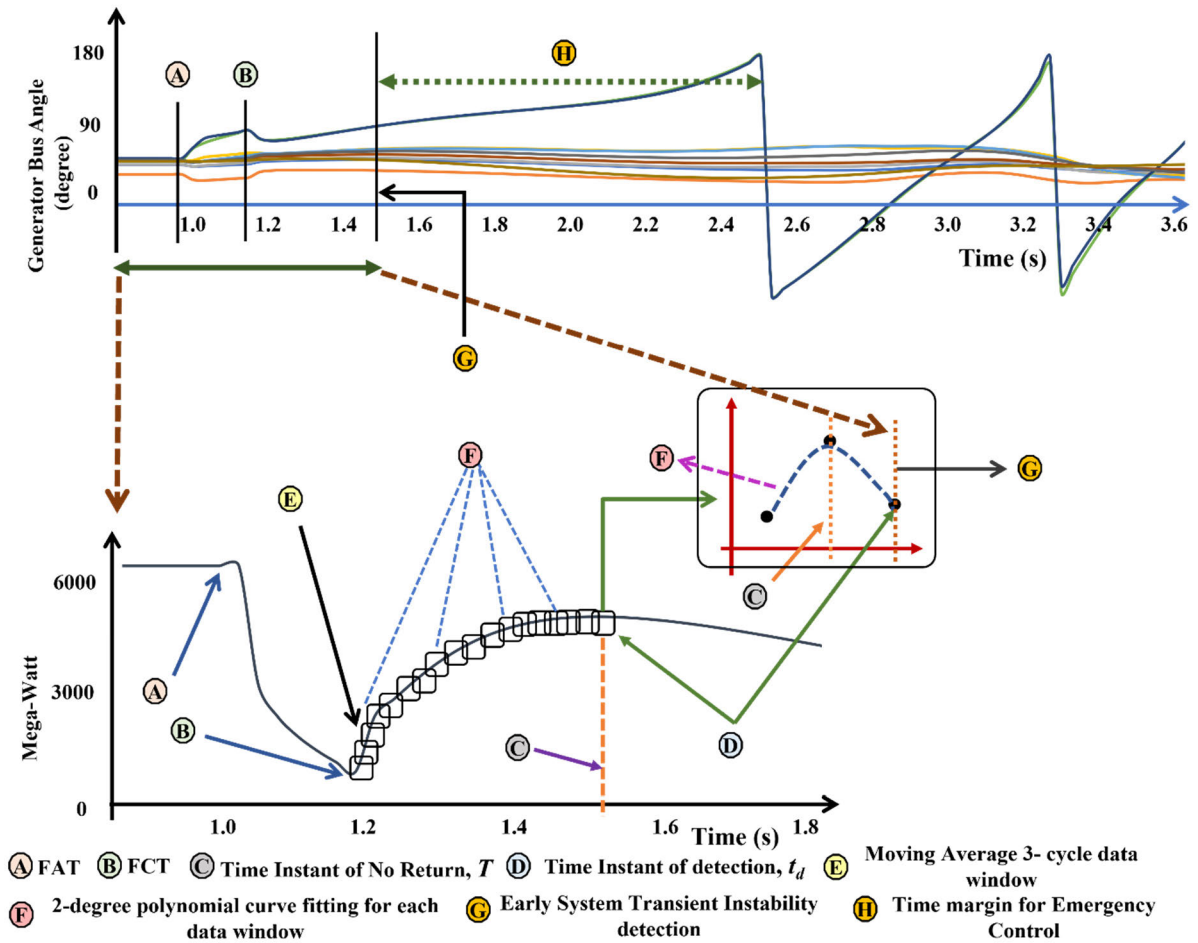 180
90
0
Generator Bus Angle
(degree)
A
B
H
1.0
1.2
1.4
1.6
2.0
2.2
2.4
2.6
2.8
3.0
3.2
3.4
3.6
Time (s)
G
F
E
F
G
C
6000
3000
0
Mega-Watt
A
B
C
D
1.0
1.2
1.4
1.6
1.8
Time (s)
A FAT
B FCT
C Time Instant of No Return, T
D Time Instant of detection, t_d
E Moving Average 3- cycle data
window
F 2-degree polynomial curve fitting for each
data window
G Early System Transient Instability
detection
H Time margin for Emergency
Control